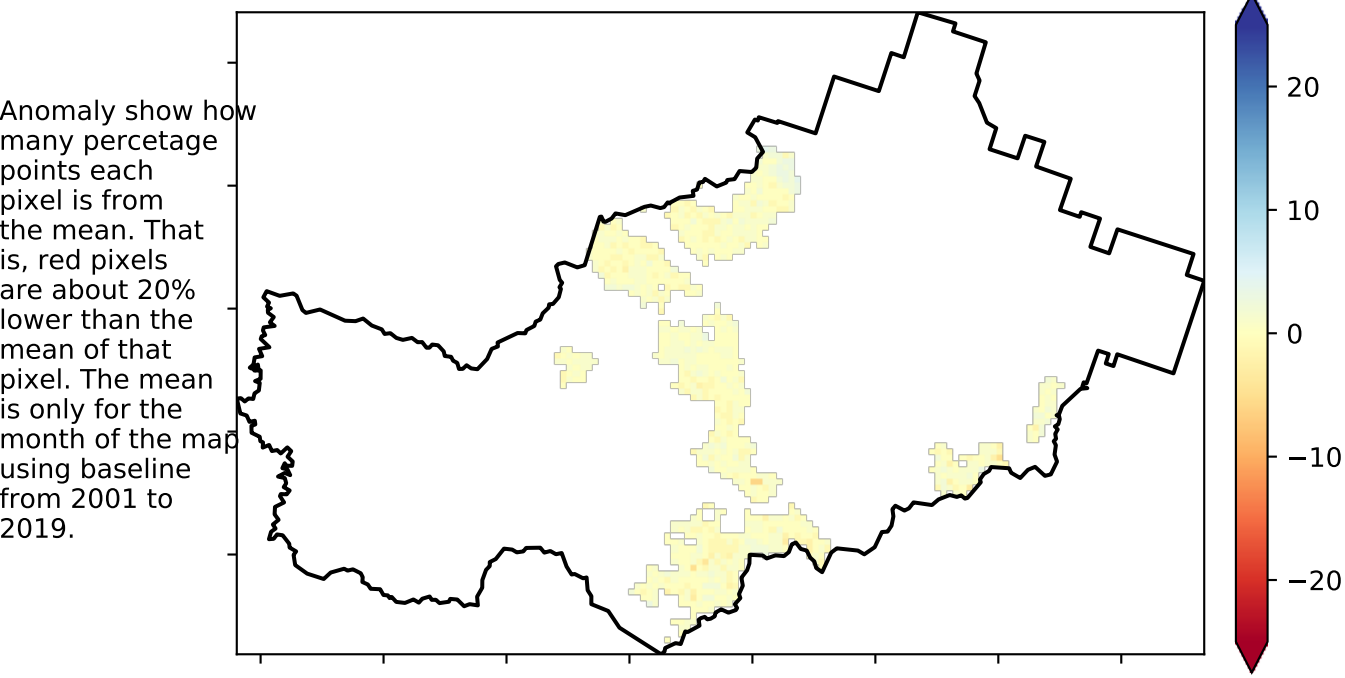 Anomaly show how
many percetage
points each
pixel is from
the mean. That
is, red pixels
are about 20%
lower than the
mean of that
pixel. The mean
is only for the
month of the map
using baseline
from 2001 to
2019.
20
10
0
−10
−20